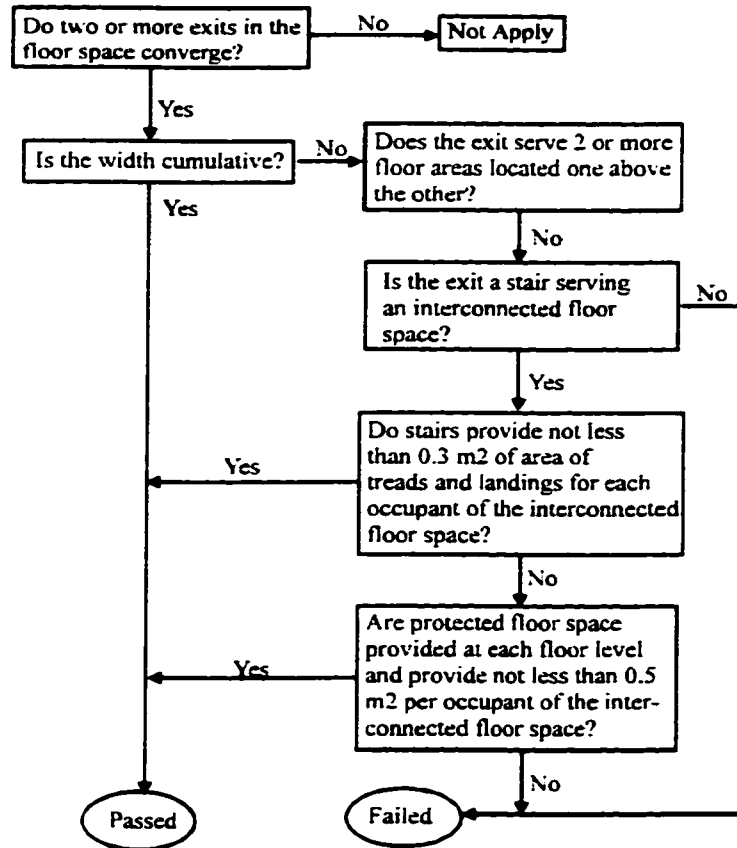 Do two or more exits in the
floor space converge?
No
Not Apply
Yes
Is the width cumulative?
No
Does the exit serve 2 or more
floor areas located one above
the other?
Yes
No
Is the exit a stair serving
an interconnected floor
space?
No
Yes
Do stairs provide not less
than 0.3 m2 of area of
treads and landings for each
occupant of the interconnected
floor space?
Yes
No
Are protected floor space
provided at each floor level
and provide not less than 0.5
m2 per occupant of the inter-
connected floor space?
Yes
No
Passed
Failed